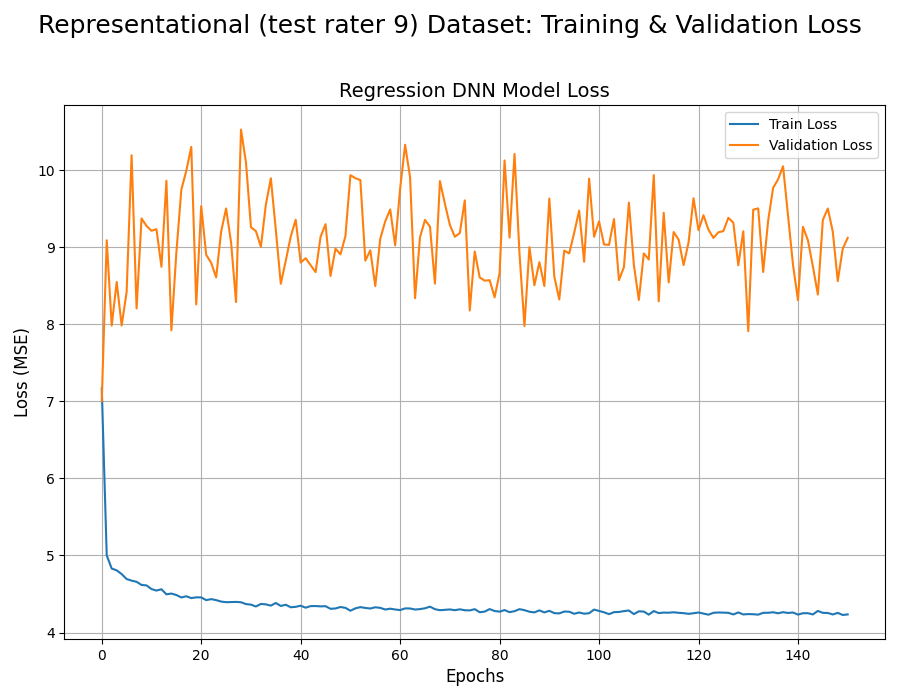 Representational (test rater 9) Dataset: Training & Validation Loss
Regression DNN Model Loss
Train Loss
Validation Loss
10
9
8
7
6
5
4
Loss (MSE)
0 20 40 60 80 100 120 140
Epochs